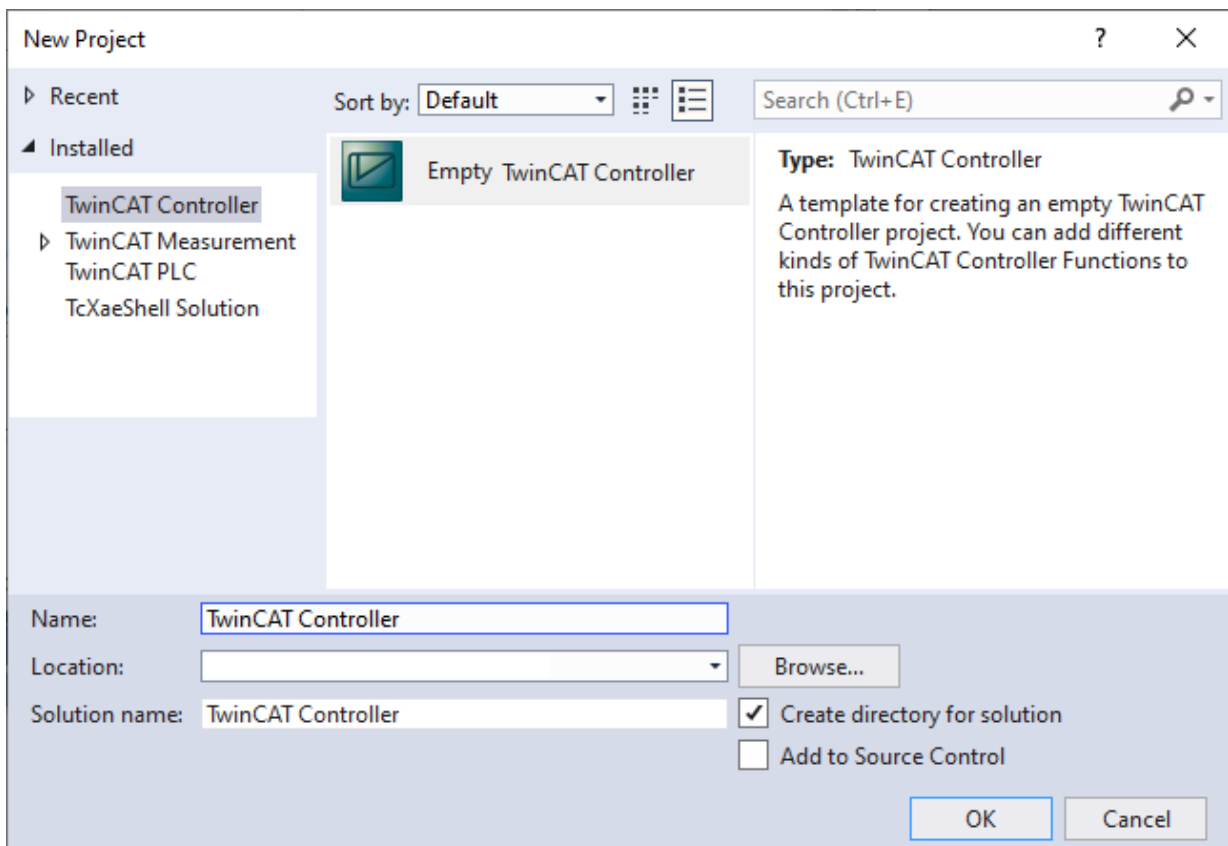 New Project
?
Recent
Installed
TwinCAT Controller
TwinCAT Measurement
TwinCAT PLC
TcXaeShell Solution
Sort by: Default
Empty TwinCAT Controller
Search (Ctrl+E)
Type: TwinCAT Controller
A template for creating an empty TwinCAT
Controller project. You can add different
kinds of TwinCAT Controller Functions to
this project.
Name: TwinCAT Controller
Location:
Browse...
Solution name: TwinCAT Controller
Create directory for solution
Add to Source Control
OK
Cancel